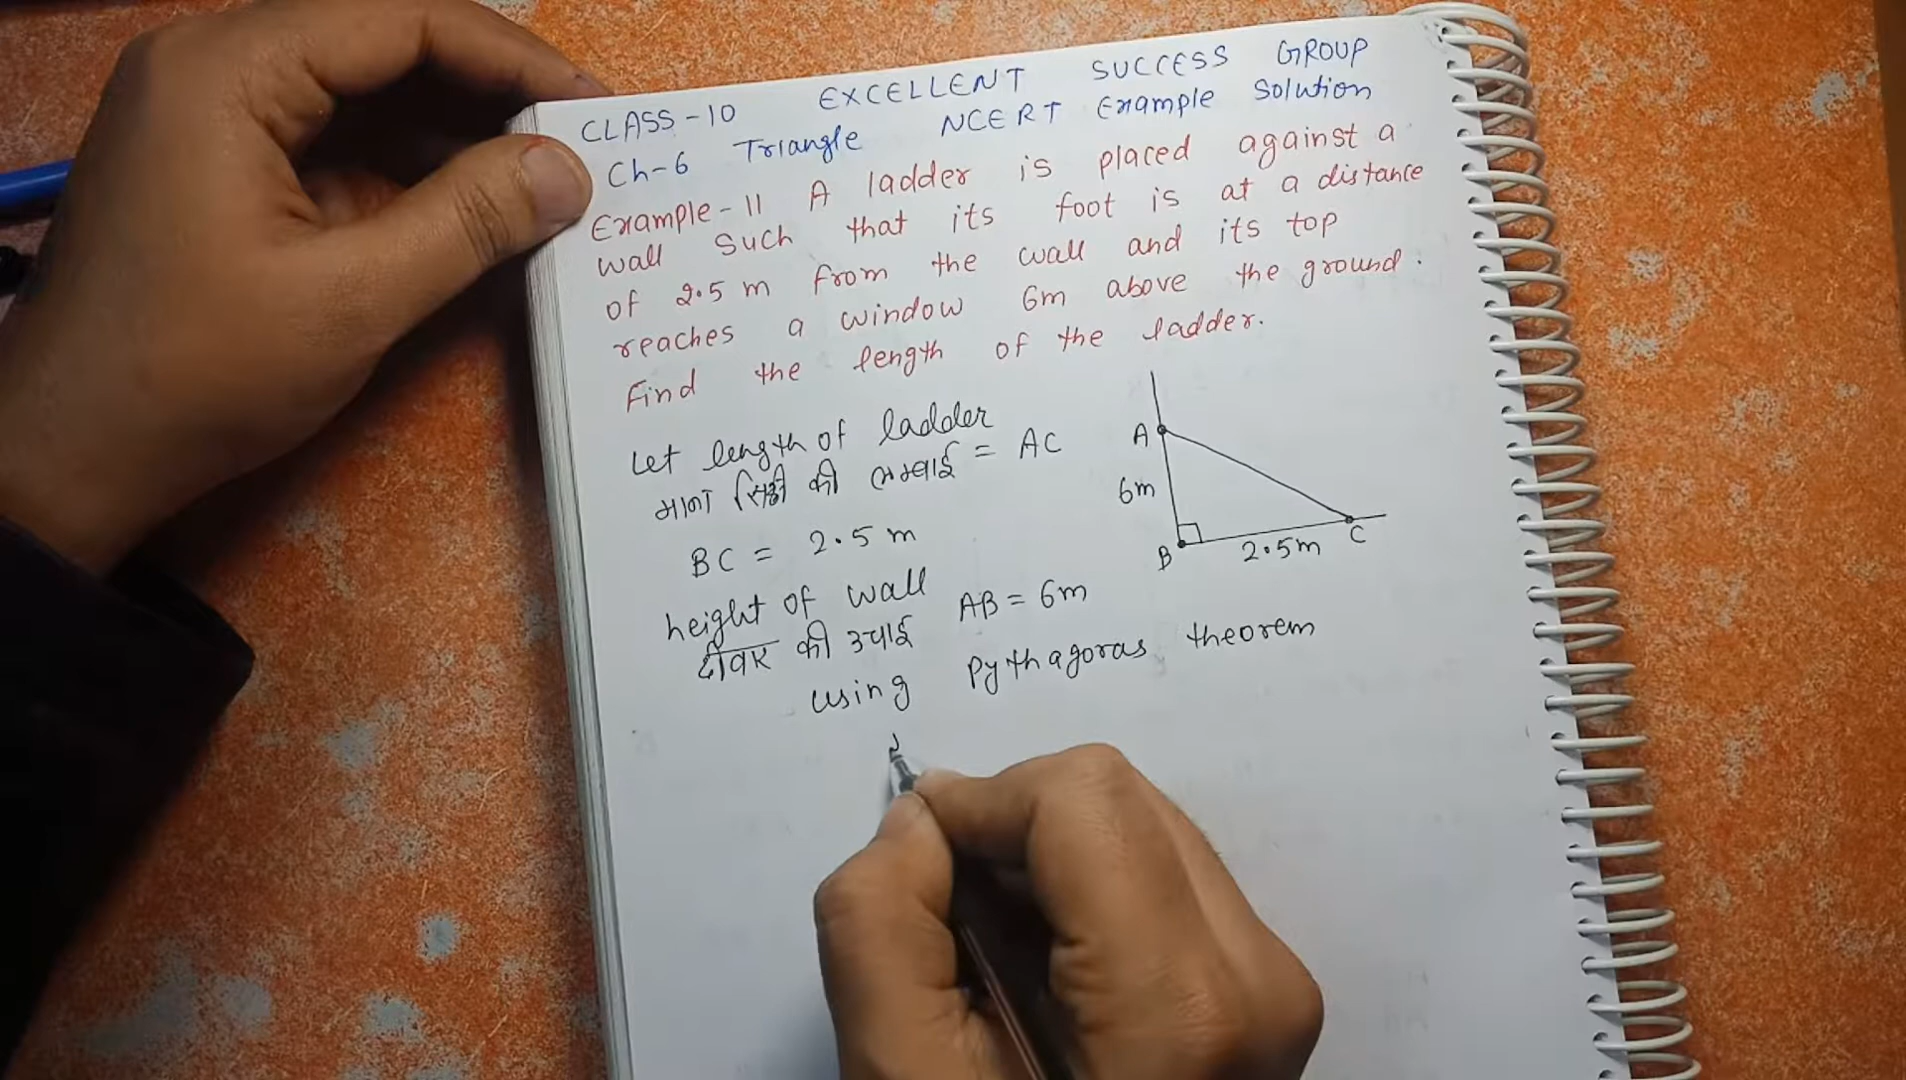 CLASS-10 EXCELLENT SUCCESS GROUP
Ch-6 Triangle NCERT Example Solution
Example-11 A ladder is placed against a
wall such that its foot is at a distance
of 2.5 m from the wall and its top
reaches a window 6m above the ground.
Find the length of the ladder.
Let length of ladder
माना सिढ़ी की लम्बाई = AC
BC = 2.5 m
height of wall
दीवार की उचाई AB = 6m
using Pythagoras theorem
A
6m
B
2.5m
C